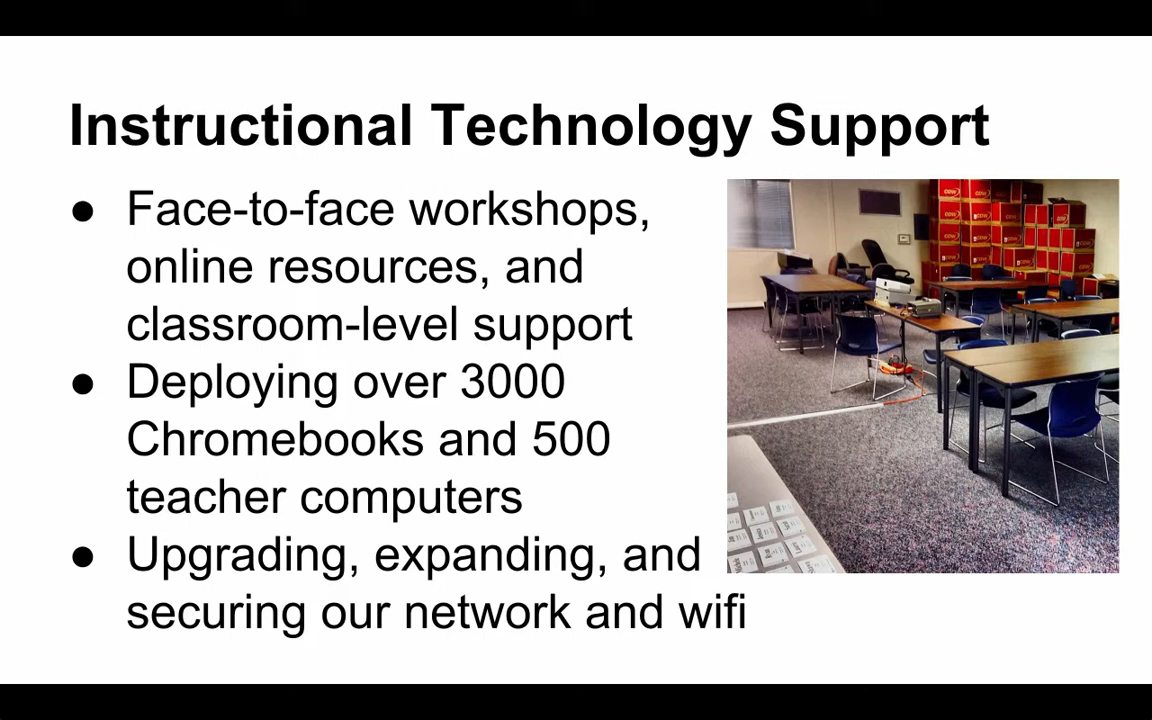 Instructional Technology Support
● Face-to-face workshops,
online resources, and
classroom-level support
● Deploying over 3000
Chromebooks and 500
teacher computers
● Upgrading, expanding, and
securing our network and wifi
CDW